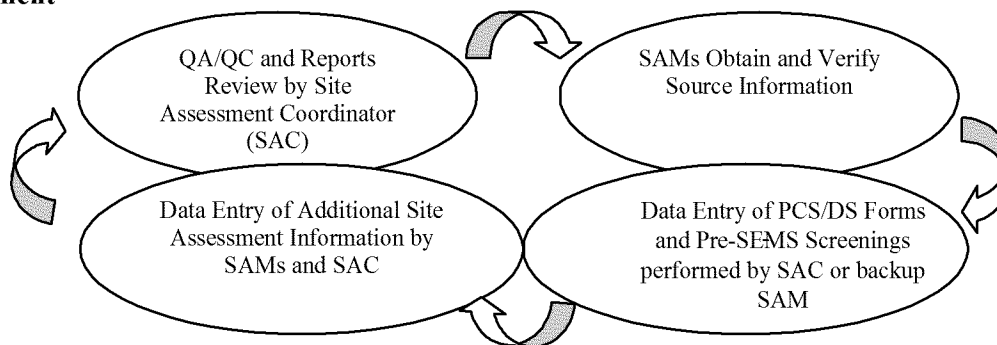 QA/QC and Reports
Review by Site
Assessment Coordinator
(SAC)
SAMs Obtain and Verify
Source Information
Data Entry of Additional Site
Assessment Information by
SAMs and SAC
Data Entry of PCS/DS Forms
and Pre-SEMS Screenings
performed by SAC or backup
SAM